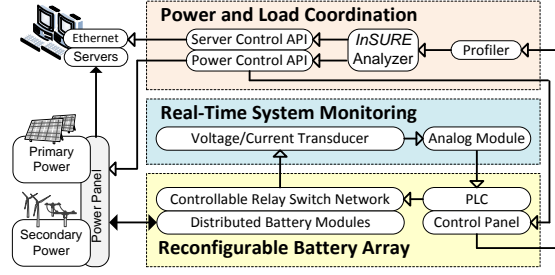 Power and Load Coordination
Ethernet
Servers
Server Control API
Power Control API
InSURE
Analyzer
Profiler
Real-Time System Monitoring
Voltage/Current Transducer
Analog Module
Primary
Power
Secondary
Power
Power Panel
Controllable Relay Switch Network
Distributed Battery Modules
PLC
Control Panel
Reconfigurable Battery Array